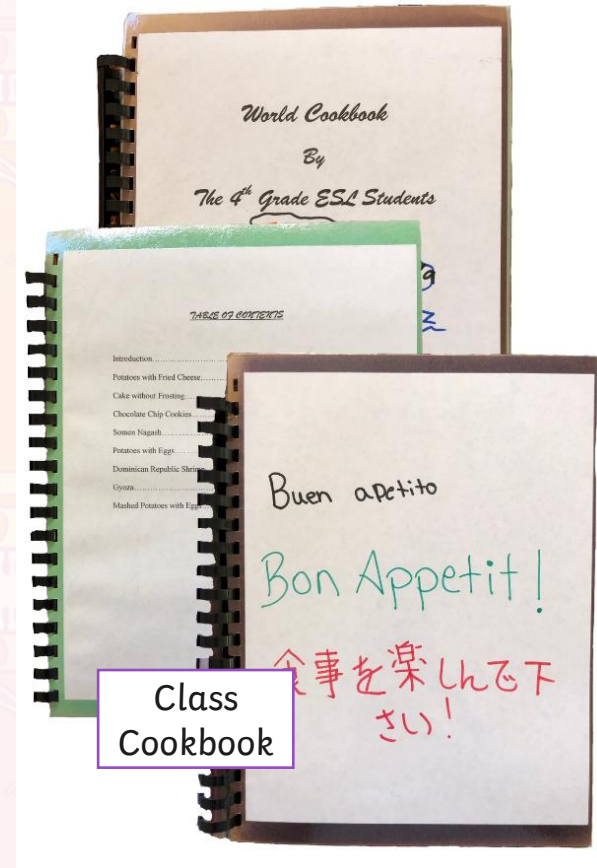 World Cookbook
By
The 4th Grade ESL Students
TABLE OF CONTENTS
Introduction
Potatoes with Fried Cheese
Cake without Frosting
Chocolate Chip Cookies
Somen Nagash
Potatoes with Eggs
Dominican Republic
Gyoza
Mashed Potatoes with Eggs
Buen apetito
Bon Appetit!
食事を楽しんで下
さい!
Class
Cookbook